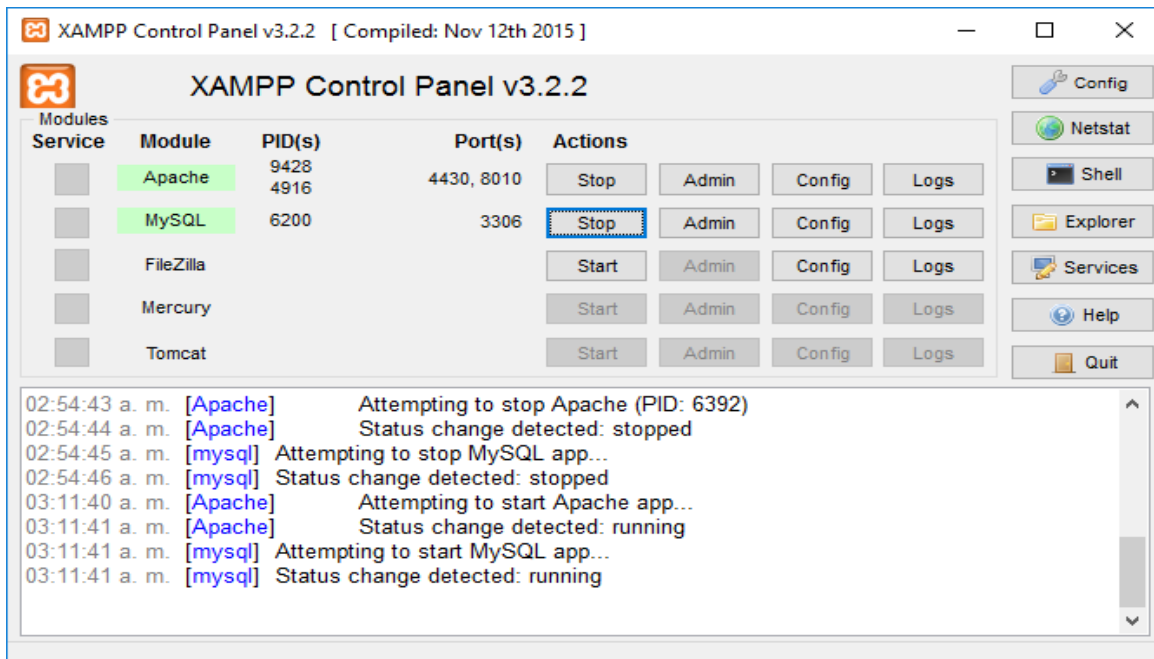 XAMPP Control Panel v3.2.2 [ Compiled: Nov 12th 2015 ]
XAMPP Control Panel v3.2.2
Config
Modules
Netstat
Service Module PID(s) Port(s) Actions
Apache 9428 4916 4430, 8010 Stop Admin Config Logs
Shell
MySQL 6200 3306 Stop Admin Config Logs
Explorer
FileZilla Start Admin Config Logs
Services
Mercury Start Admin Config Logs
Help
Tomcat Start Admin Config Logs
Quit
02:54:43 a. m. [Apache] Attempting to stop Apache (PID: 6392)
02:54:44 a. m. [Apache] Status change detected: stopped
02:54:45 a. m. [mysql] Attempting to stop MySQL app...
02:54:46 a. m. [mysql] Status change detected: stopped
03:11:40 a. m. [Apache] Attempting to start Apache app...
03:11:41 a. m. [Apache] Status change detected: running
03:11:41 a. m. [mysql] Attempting to start MySQL app...
03:11:41 a. m. [mysql] Status change detected: running